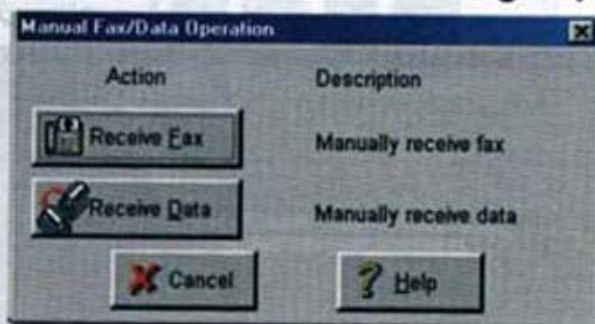 Manual Fax/Data Operation
Action Description
Receive Fax Manually receive fax
Receive Data Manually receive data
Cancel Help